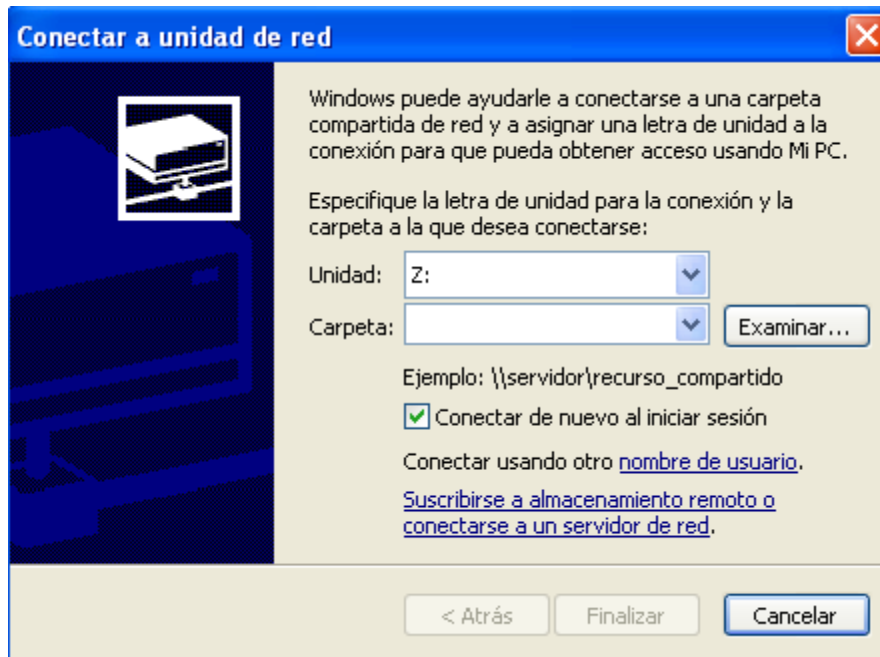 Conectar a unidad de red
Windows puede ayudarle a conectarse a una carpeta
compartida de red y a asignar una letra de unidad a la
conexión para que pueda obtener acceso usando Mi PC.
Especifique la letra de unidad para la conexión y la
carpeta a la que desea conectarse:
Unidad: Z:
Carpeta: Examinar...
Ejemplo: \\servidor\recurso_compartido
Conectar de nuevo al iniciar sesión
Conectar usando otro nombre de usuario.
Suscribirse a almacenamiento remoto o
conectarse a un servidor de red.
< Atrás Finalizar Cancelar